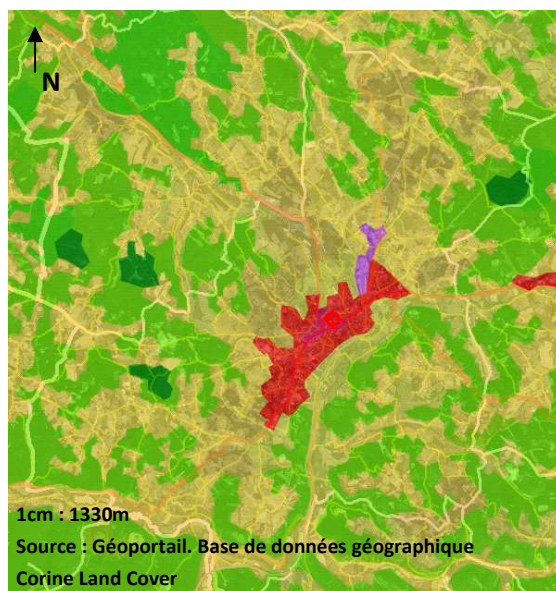 N
1cm : 1330m
Source : Géoportail. Base de données géographique
Corine Land Cover